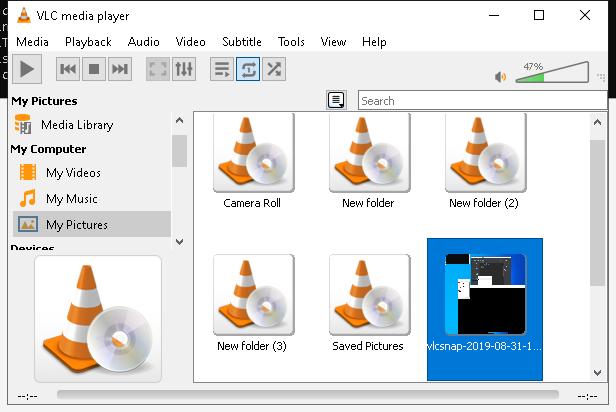 VLC media player
Media Playback Audio Video Subtitle Tools View Help
47%
My Pictures
Search
Media Library
My Computer
My Videos
My Music
My Pictures
Devices
Camera Roll New folder New folder (2)
New folder (3) Saved Pictures vlcsnap-2019-08-31-1...
--:-- --:--